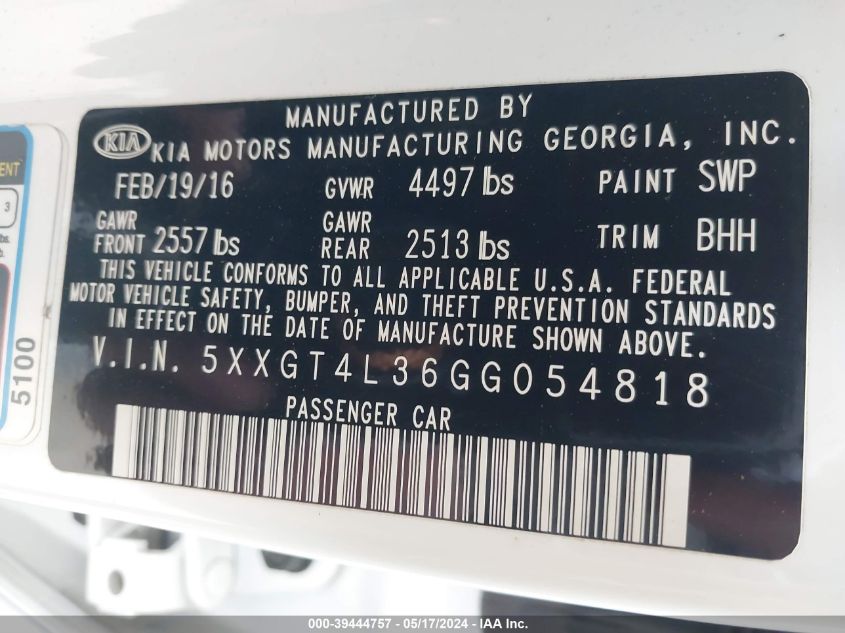 MANUFACTURED BY
KIA KIA MOTORS MANUFACTURING GEORGIA, INC.
FEB/19/16 GVWR 4497 lbs PAINT SWP
GAWR FRONT 2557 lbs GAWR REAR 2513 lbs TRIM BHH
THIS VEHICLE CONFORMS TO ALL APPLICABLE U.S.A. FEDERAL
MOTOR VEHICLE SAFETY, BUMPER, AND THEFT PREVENTION STANDARDS
IN EFFECT ON THE DATE OF MANUFACTURE SHOWN ABOVE.
V.I.N. 5XXGT4L36GG054818
PASSENGER CAR
3
5100
000-39444757 - 05/17/2024 - IAA Inc.